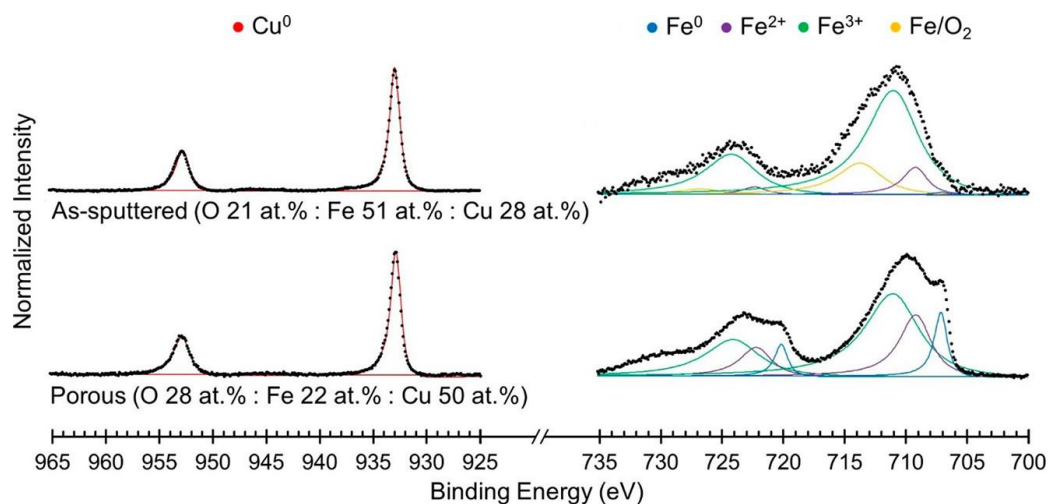 Cu⁰
Fe⁰ Fe²⁺ Fe³⁺ Fe/O₂
Normalized Intensity
As-sputtered (O 21 at.% : Fe 51 at.% : Cu 28 at.%)
Porous (O 28 at.% : Fe 22 at.% : Cu 50 at.%)
965 960 955 950 945 940 935 930 925 735 730 725 720 715 710 705 700
Binding Energy (eV)